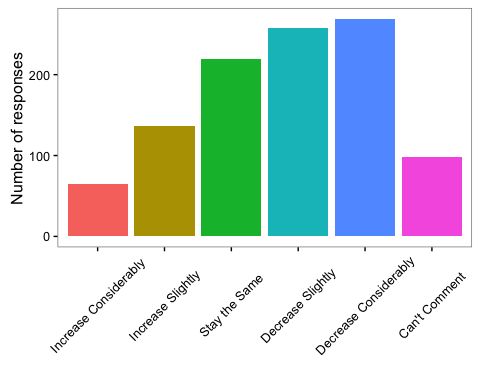 Number of responses
200
100
0
Increase Considerably
Increase Slightly
Stay the Same
Decrease Slightly
Decrease Considerably
Can't Comment